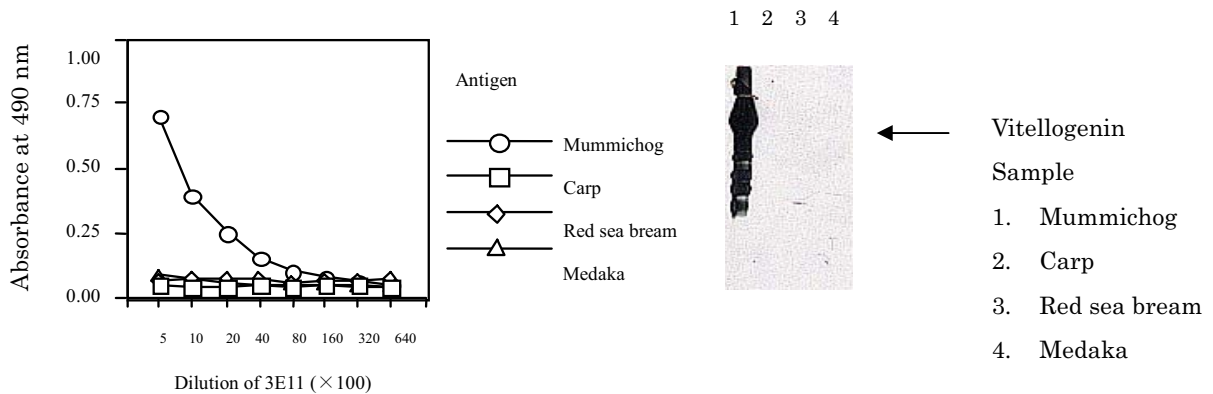 Absorbance at 490 nm
1.00
0.75
0.50
0.25
0.00
5 10 20 40 80 160 320 640
Dilution of 3E11 (×100)
Antigen
Mummichog
Carp
Red sea bream
Medaka
1 2 3 4
Vitellogenin
Sample
1. Mummichog
2. Carp
3. Red sea bream
4. Medaka